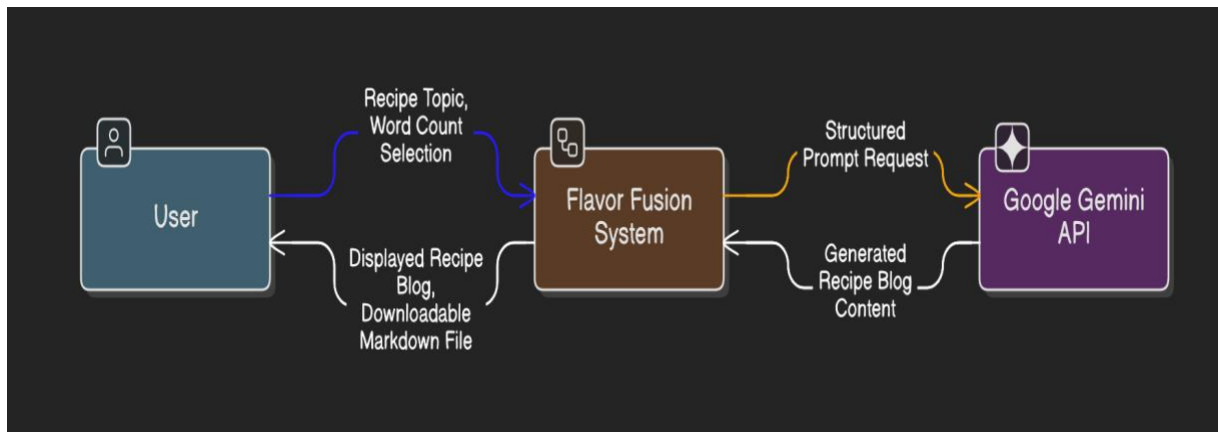 Recipe Topic,
Word Count
Selection
Structured
Prompt Request
User
Flavor Fusion
System
Google Gemini
API
Displayed Recipe
Blog,
Downloadable
Markdown File
Generated
Recipe Blog
Content